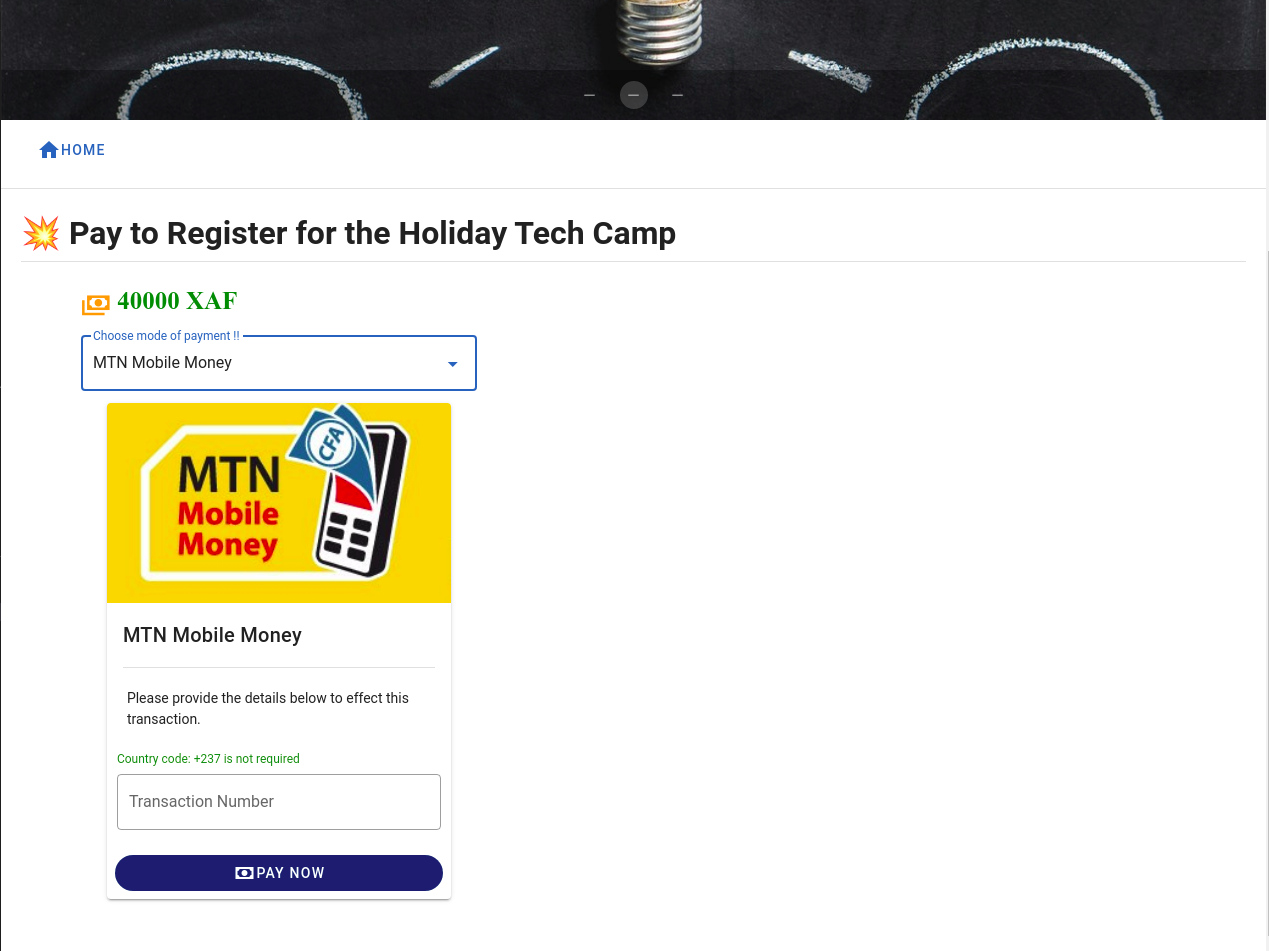 HOME
💥 Pay to Register for the Holiday Tech Camp
40000 XAF
Choose mode of payment !!
MTN Mobile Money
MTN
Mobile
Money
CFA
MTN Mobile Money
Please provide the details below to effect this
transaction.
Country code: +237 is not required
Transaction Number
PAY NOW